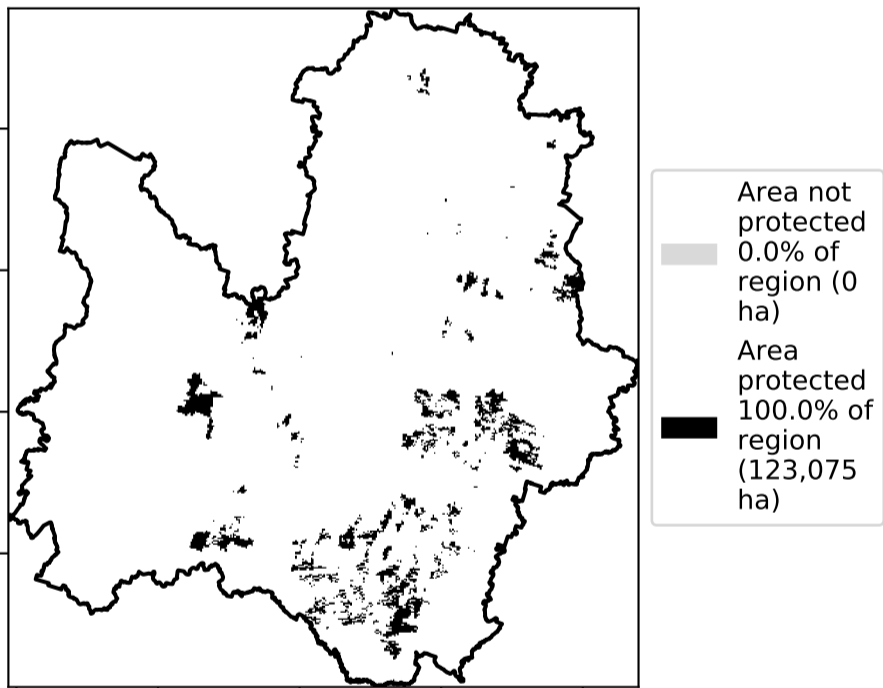 Area not
protected
0.0% of
region (0
ha)
Area
protected
100.0% of
region
(123,075
ha)